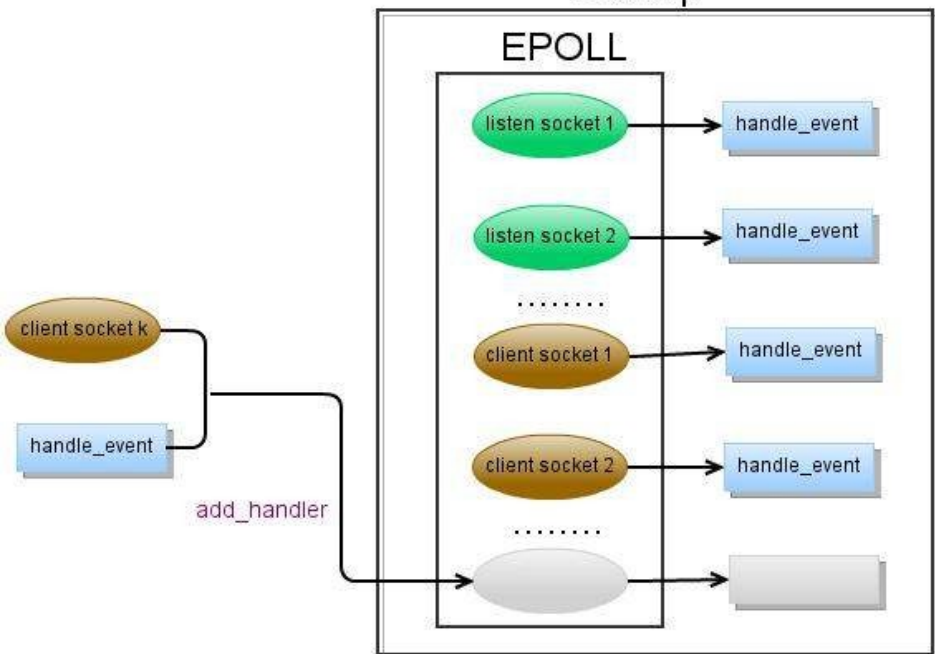 EPOLL
listen socket 1
handle_event
listen socket 2
handle_event
........
client socket k
client socket 1
handle_event
handle_event
client socket 2
handle_event
add_handler
........